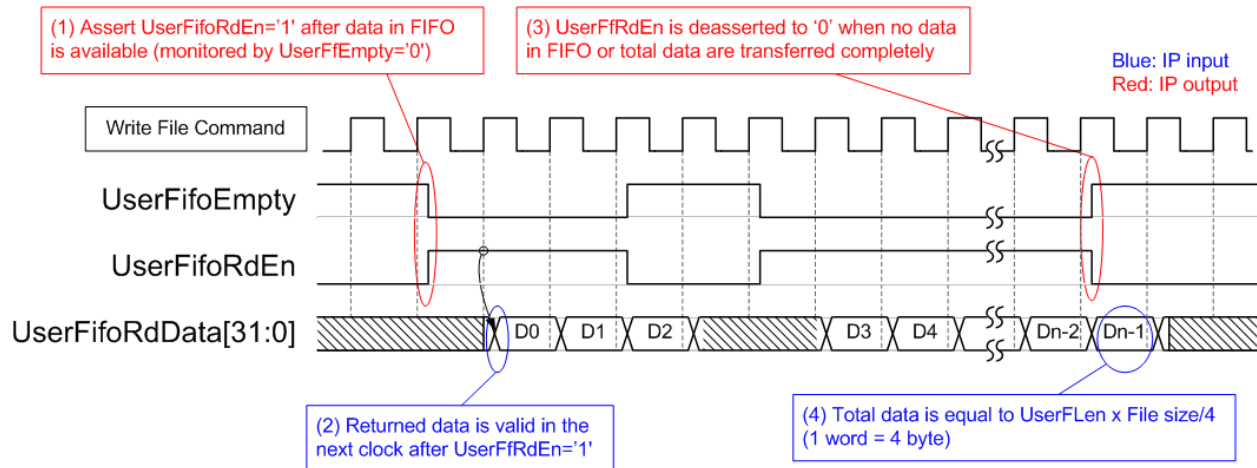 (1) Assert UserFifoRdEn='1' after data in FIFO
is available (monitored by UserFfEmpty='0')
(3) UserFfRdEn is deasserted to ‘0’ when no data
in FIFO or total data are transferred completely
Blue: IP input
Red: IP output
Write File Command
UserFifoEmpty
UserFifoRdEn
UserFifoRdData[31:0]
D0
D1
D2
D3
D4
Dn-2
Dn-1
(2) Returned data is valid in the
next clock after UserFfRdEn='1'
(4) Total data is equal to UserFLen x File size/4
(1 word = 4 byte)